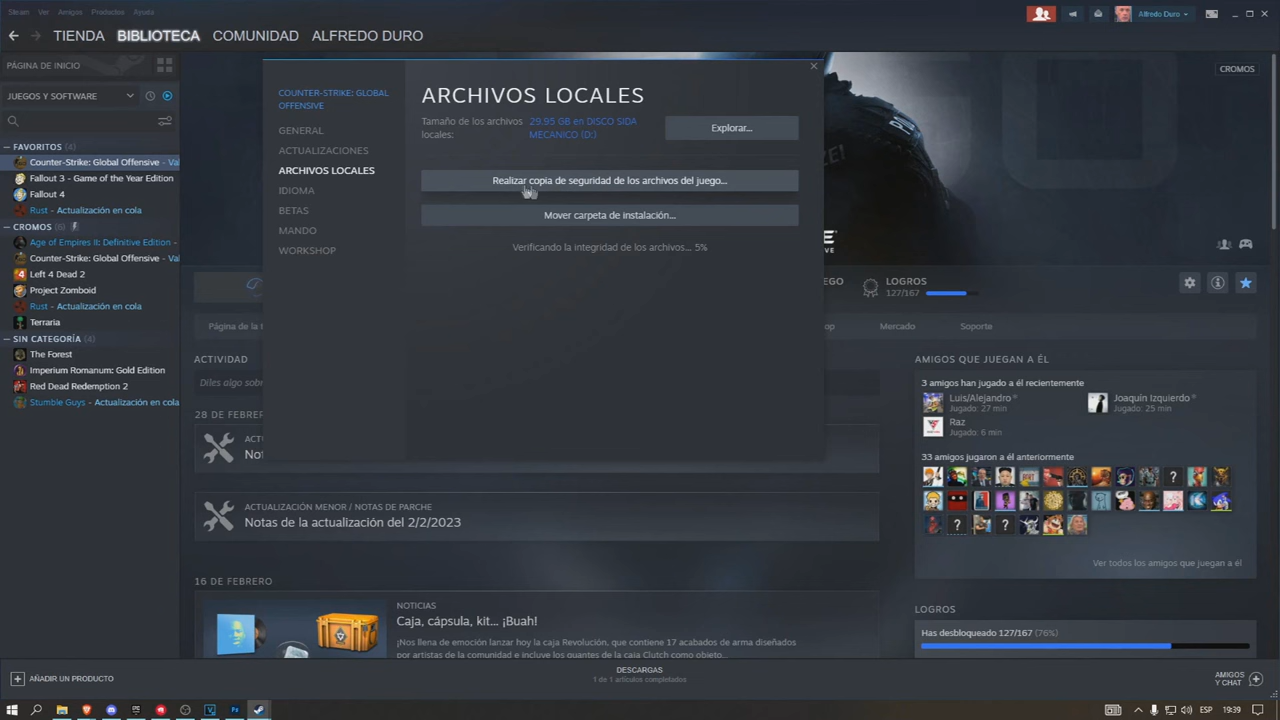 Steam Ver Amigos Productos Ayuda
Alfredo Duro
TIENDA BIBLIOTECA COMUNIDAD ALFREDO DURO
PÁGINA DE INICIO
JUEGOS Y SOFTWARE
FAVORITOS (4)
Counter-Strike: Global Offensive - Val
Fallout 3 - Game of the Year Edition
Fallout 4
Rust - Actualización en cola
CROMOS (6)
Age of Empires II: Definitive Edition -
Counter-Strike: Global Offensive - Val
Left 4 Dead 2
Project Zomboid
Rust - Actualización en cola
Terraria
SIN CATEGORÍA (4)
The Forest
Imperium Romanum: Gold Edition
Red Dead Redemption 2
Stumble Guys - Actualización en cola
COUNTER-STRIKE: GLOBAL
OFFENSIVE
GENERAL
ACTUALIZACIONES
ARCHIVOS LOCALES
IDIOMA
BETAS
MANDO
WORKSHOP
ARCHIVOS LOCALES
Tamaño de los archivos
locales:
29.95 GB en DISCO SIDA
MECANICO (D:)
Explorar...
Realizar copia de seguridad de los archivos del juego...
Mover carpeta de instalación...
Verificando la integridad de los archivos... 5%
CROMOS
LOGROS
127/167
Página de la
Mercado
Soporte
ACTIVIDAD
Diles algo sobr
28 DE FEBRER
ACTU
Not
ACTUALIZACIÓN MENOR / NOTAS DE PARCHE
Notas de la actualización del 2/2/2023
16 DE FEBRERO
NOTICIAS
Caja, cápsula, kit... ¡Buah!
¡Nos llena de emoción lanzar hoy la caja Revolución, que contiene 17 acabados de arma diseñados
por artistas de la comunidad e incluye los guantes de la caja Clutch como objeto...
AMIGOS QUE JUEGAN A ÉL
3 amigos han jugado a él recientemente
Luis/Alejandro
Jugado: 27 min
Joaquín Izquierdo
Jugado: 25 min
Raz
Jugado: 6 min
33 amigos jugaron a él anteriormente
Ver todos los amigos que juegan a él
LOGROS
Has desbloqueado 127/167 (76%)
AÑADIR UN PRODUCTO
DESCARGAS
1 de 1 artículos completados
AMIGOS
Y CHAT
ESP 19:39